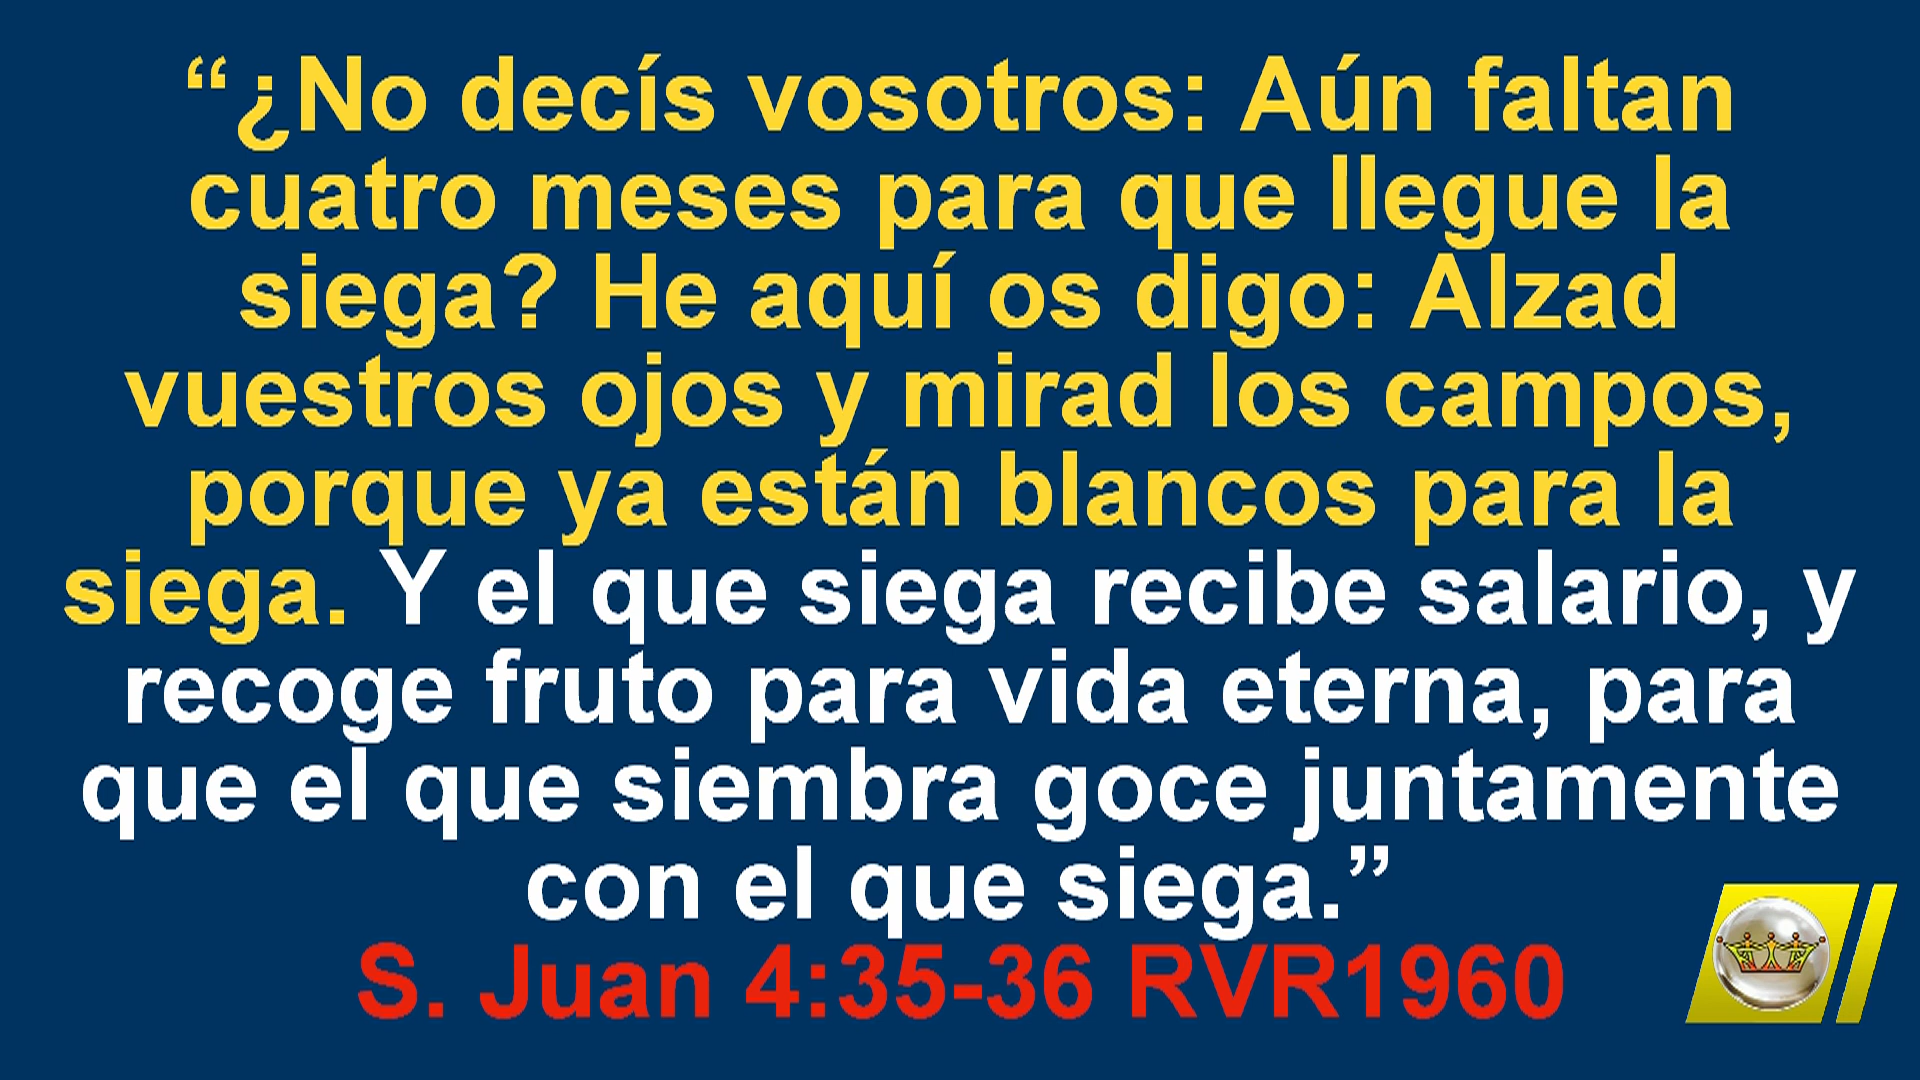 “¿No decís vosotros: Aún faltan
cuatro meses para que llegue la
siega? He aquí os digo: Alzad
vuestros ojos y mirad los campos,
porque ya están blancos para la
siega. Y el que siega recibe salario, y
recoge fruto para vida eterna, para
que el que siembra goce juntamente
con el que siega.”
S. Juan 4:35-36 RVR1960